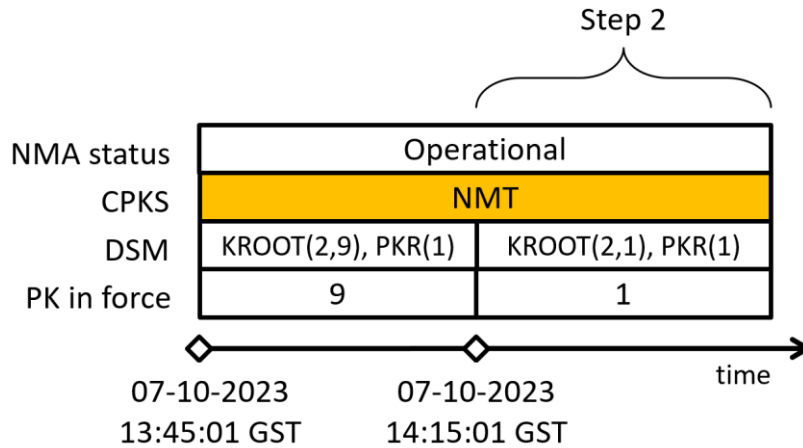 Step 2
NMA status Operational
CPKS NMT
DSM KROOT(2,9), PKR(1) KROOT(2,1), PKR(1)
PK in force 9 1
time
07-10-2023 07-10-2023
13:45:01 GST 14:15:01 GST